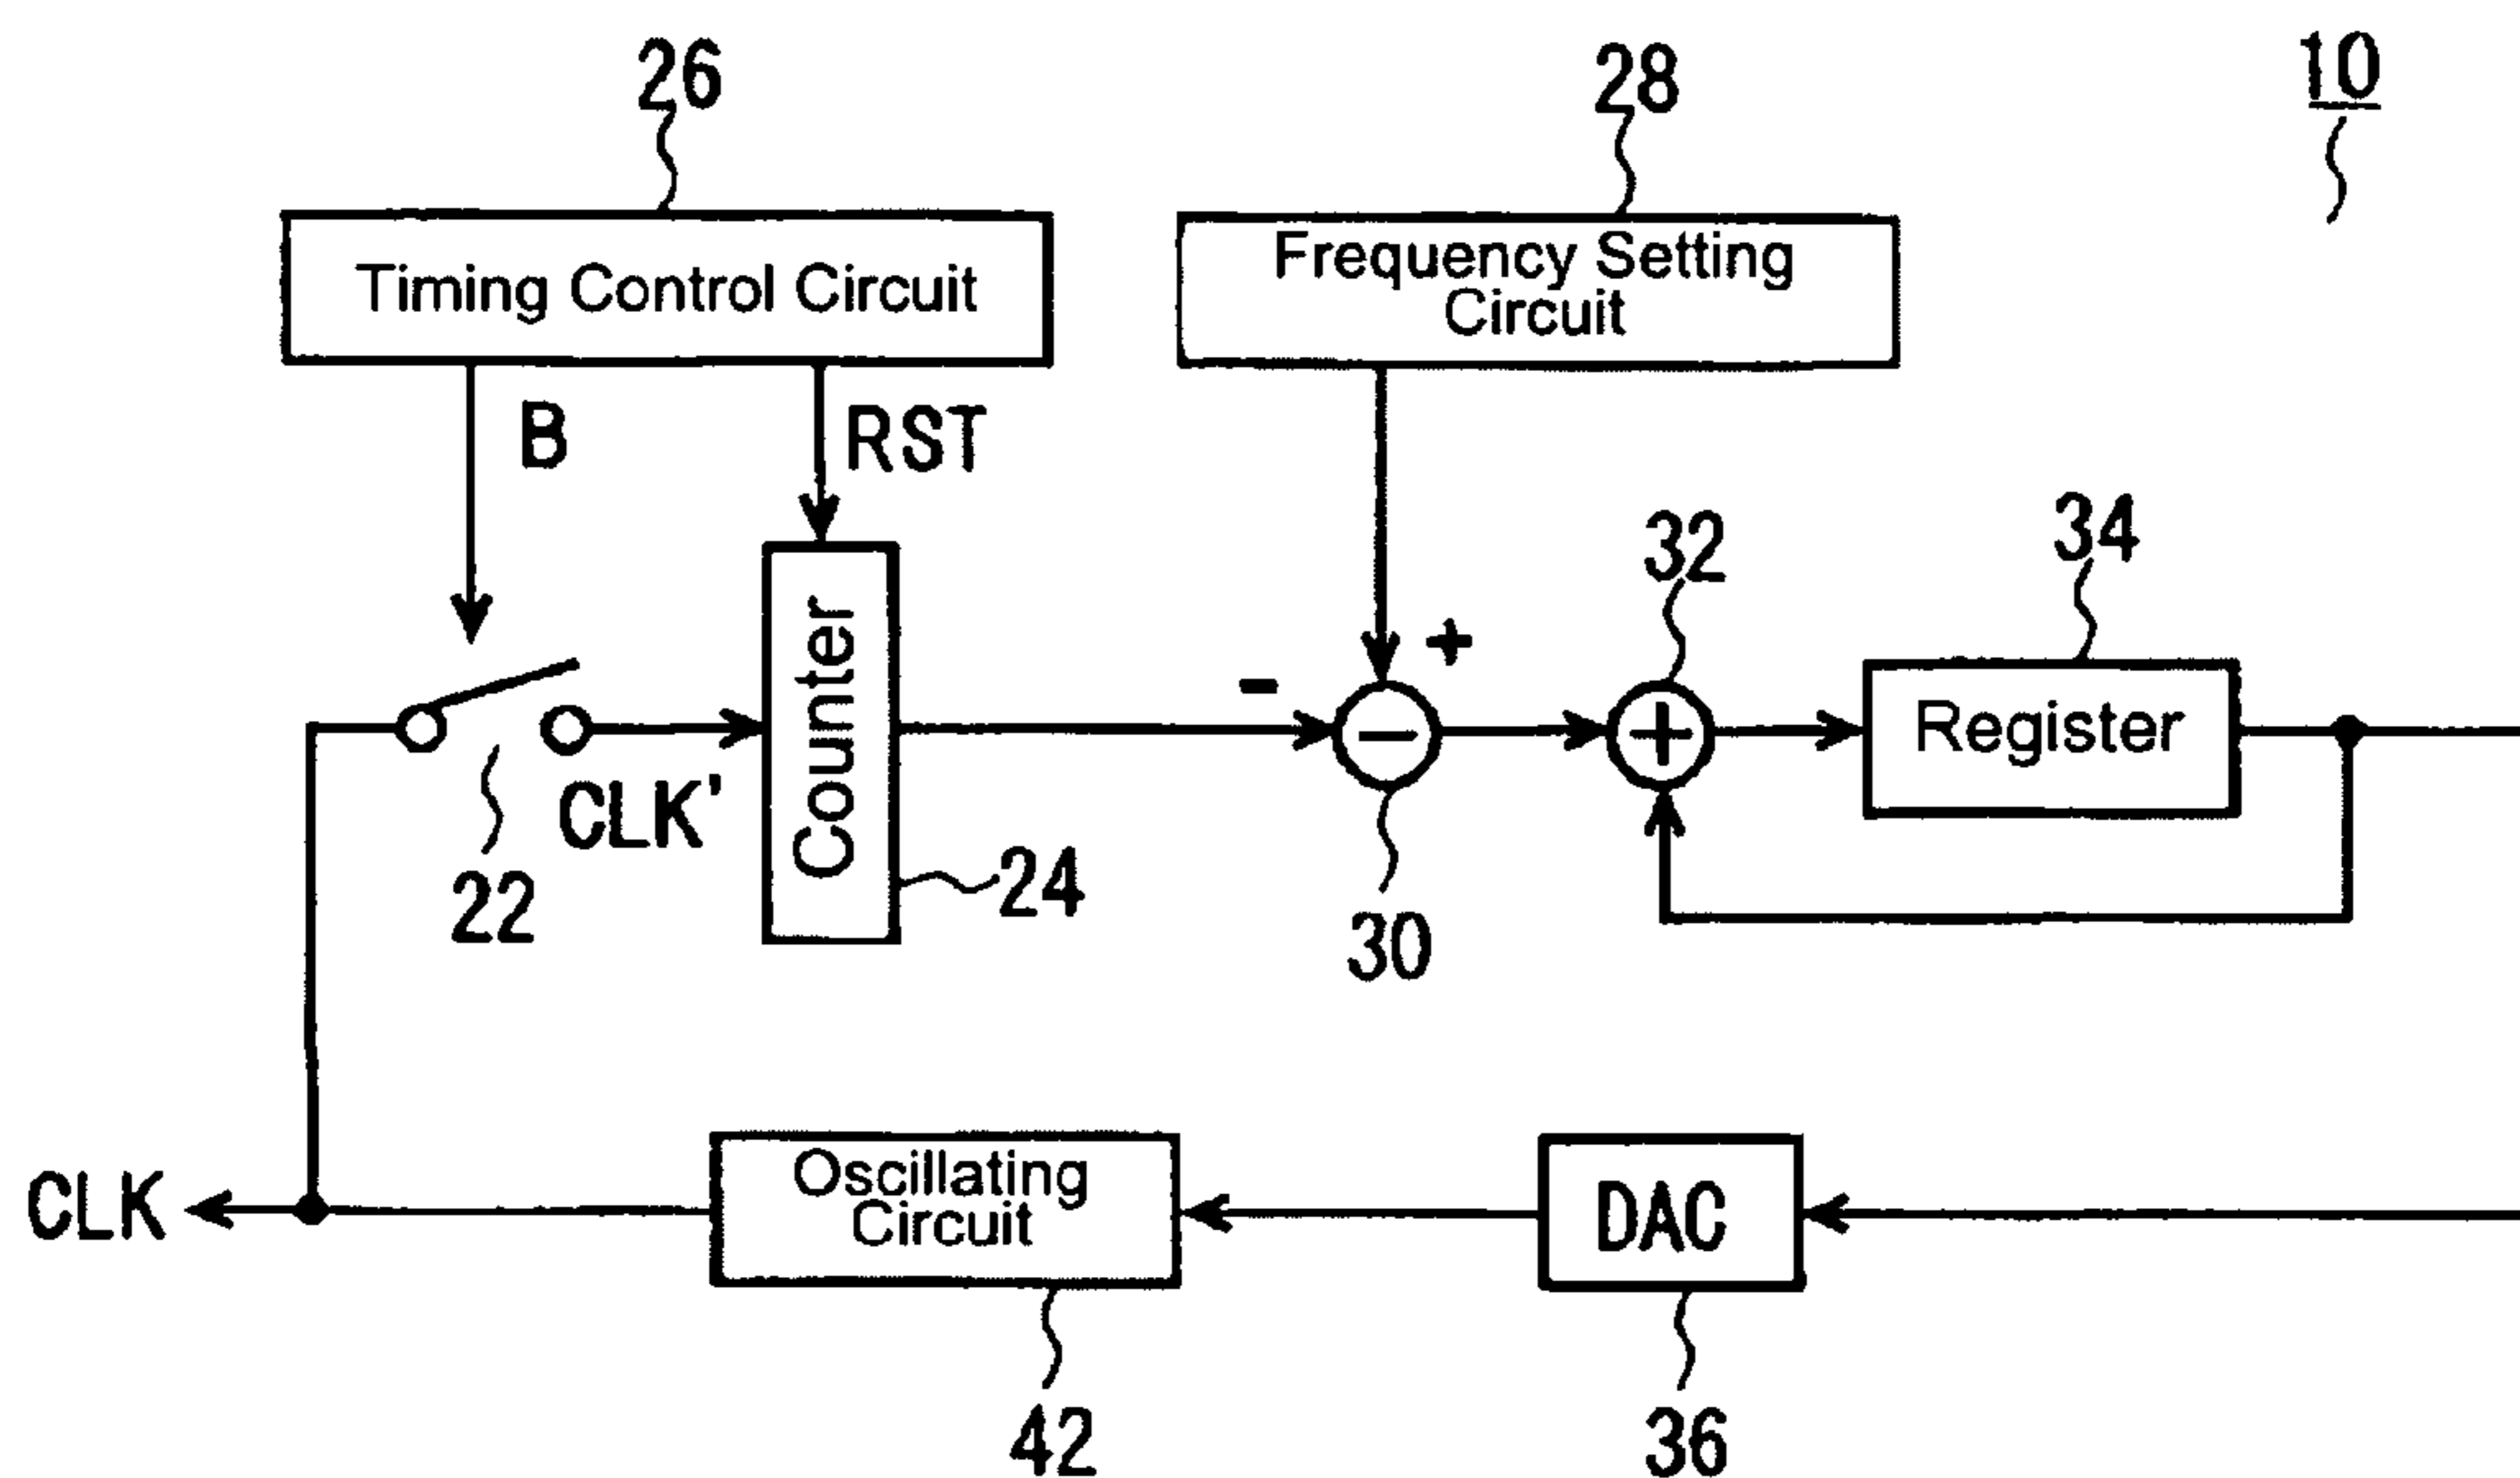 26
28
10
Timing Control Circuit
Frequency Setting
Circuit
B
RST
32
34
+
-
Counter
−
+
Register
CLK'
22
24
30
CLK
Oscillating
Circuit
DAC
42
36